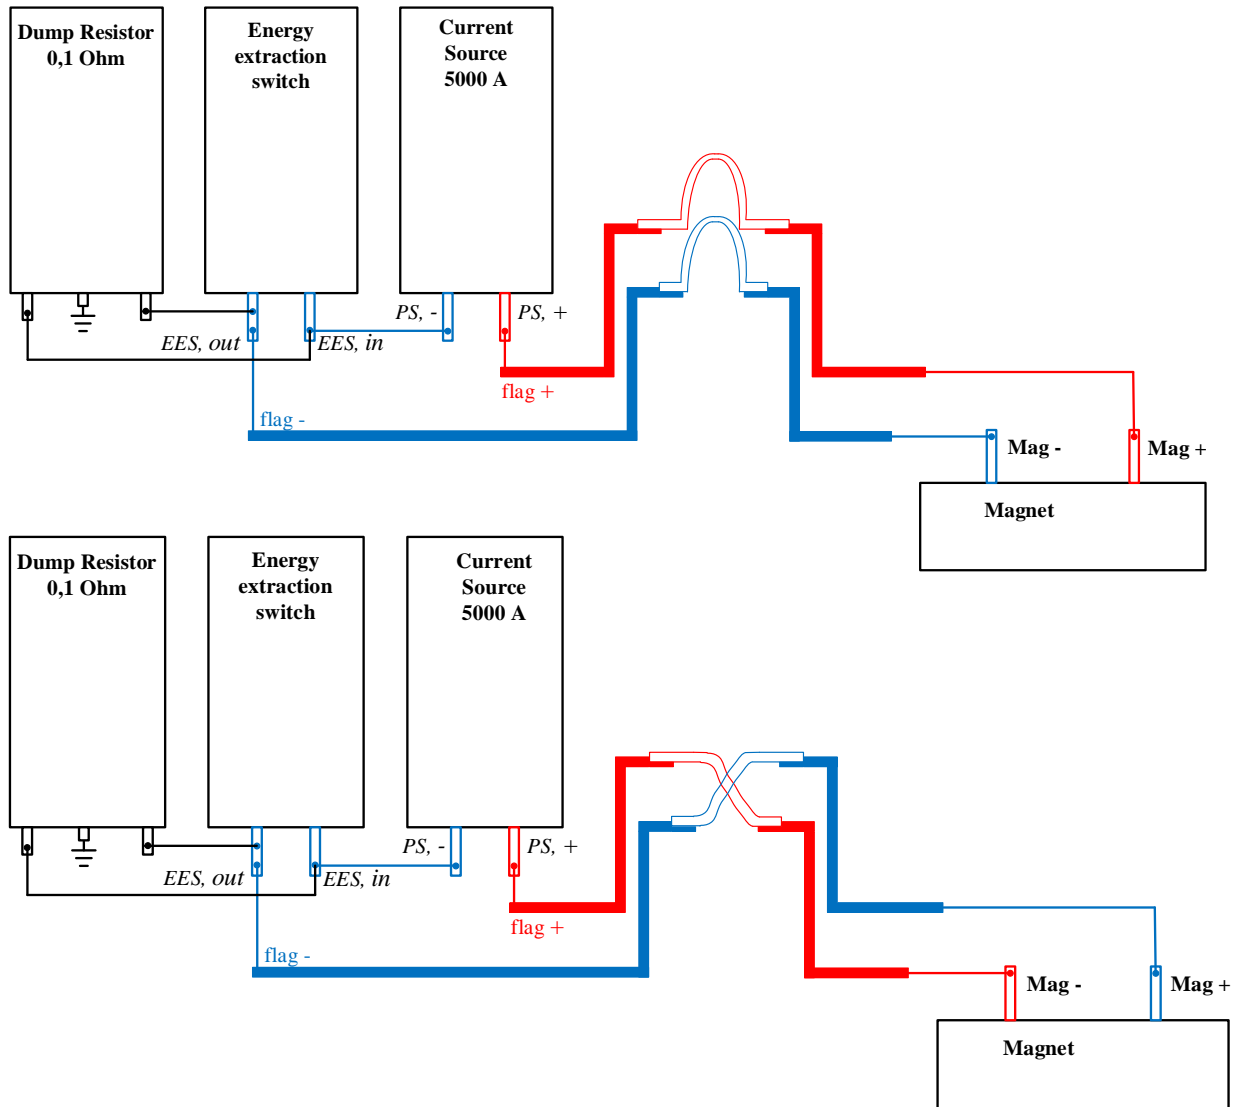 Dump Resistor
0,1 Ohm
Energy
extraction
switch
Current
Source
5000 A
PS, -
PS, +
EES, out
EES, in
flag +
flag -
Mag -
Mag +
Magnet
Dump Resistor
0,1 Ohm
Energy
extraction
switch
Current
Source
5000 A
PS, -
PS, +
EES, out
EES, in
flag +
flag -
Mag -
Mag +
Magnet